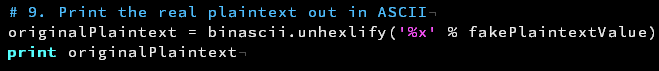 # 9. Print the real plaintext out in ASCII¬
originalPlaintext = binascii.unhexlify('%x' % fakePlaintextValue)
print originalPlaintext¬